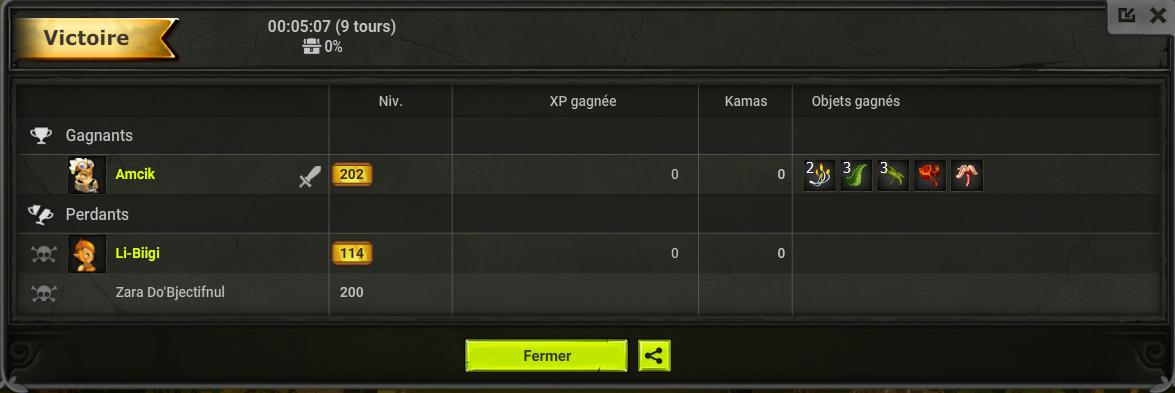 Victoire
00:05:07 (9 tours)
0%
Niv. XP gagnée Kamas Objets gagnés
Gagnants
Amcik 202 0 0 2 3 3
Perdants
Li-Biigi 114 0 0
Zara Do'Bjectifnul 200
Fermer